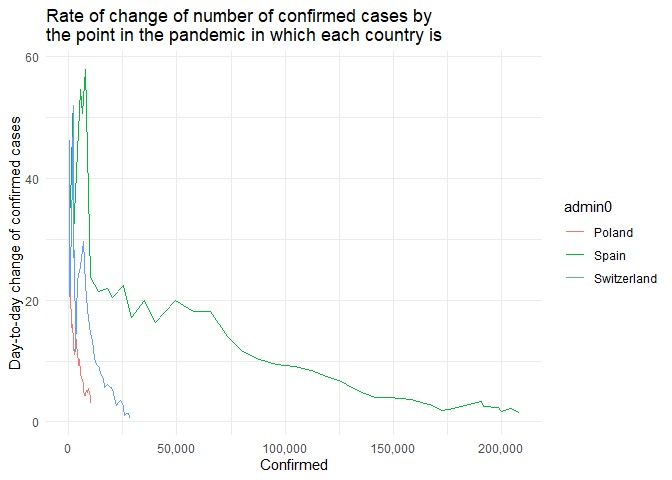 Rate of change of number of confirmed cases by
the point in the pandemic in which each country is
60
40
20
0
Day-to-day change of confirmed cases
0
50,000
100,000
150,000
200,000
Confirmed
admin0
Poland
Spain
Switzerland